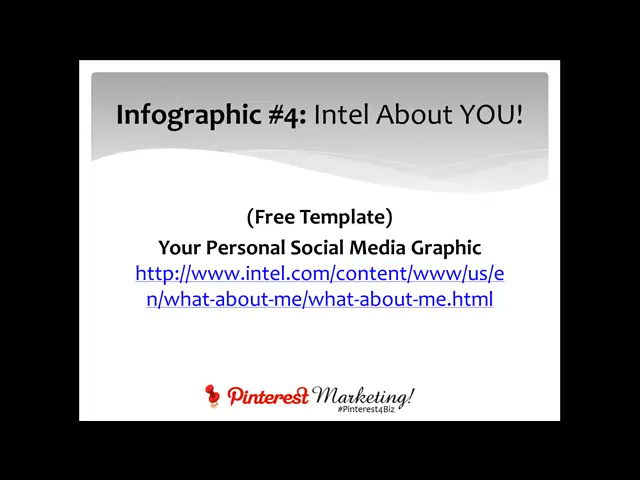 Infographic #4: Intel About YOU!
(Free Template)
Your Personal Social Media Graphic
http://www.intel.com/content/www/us/e
n/what-about-me/what-about-me.html
Pinterest Marketing!
#Pinterest4Biz